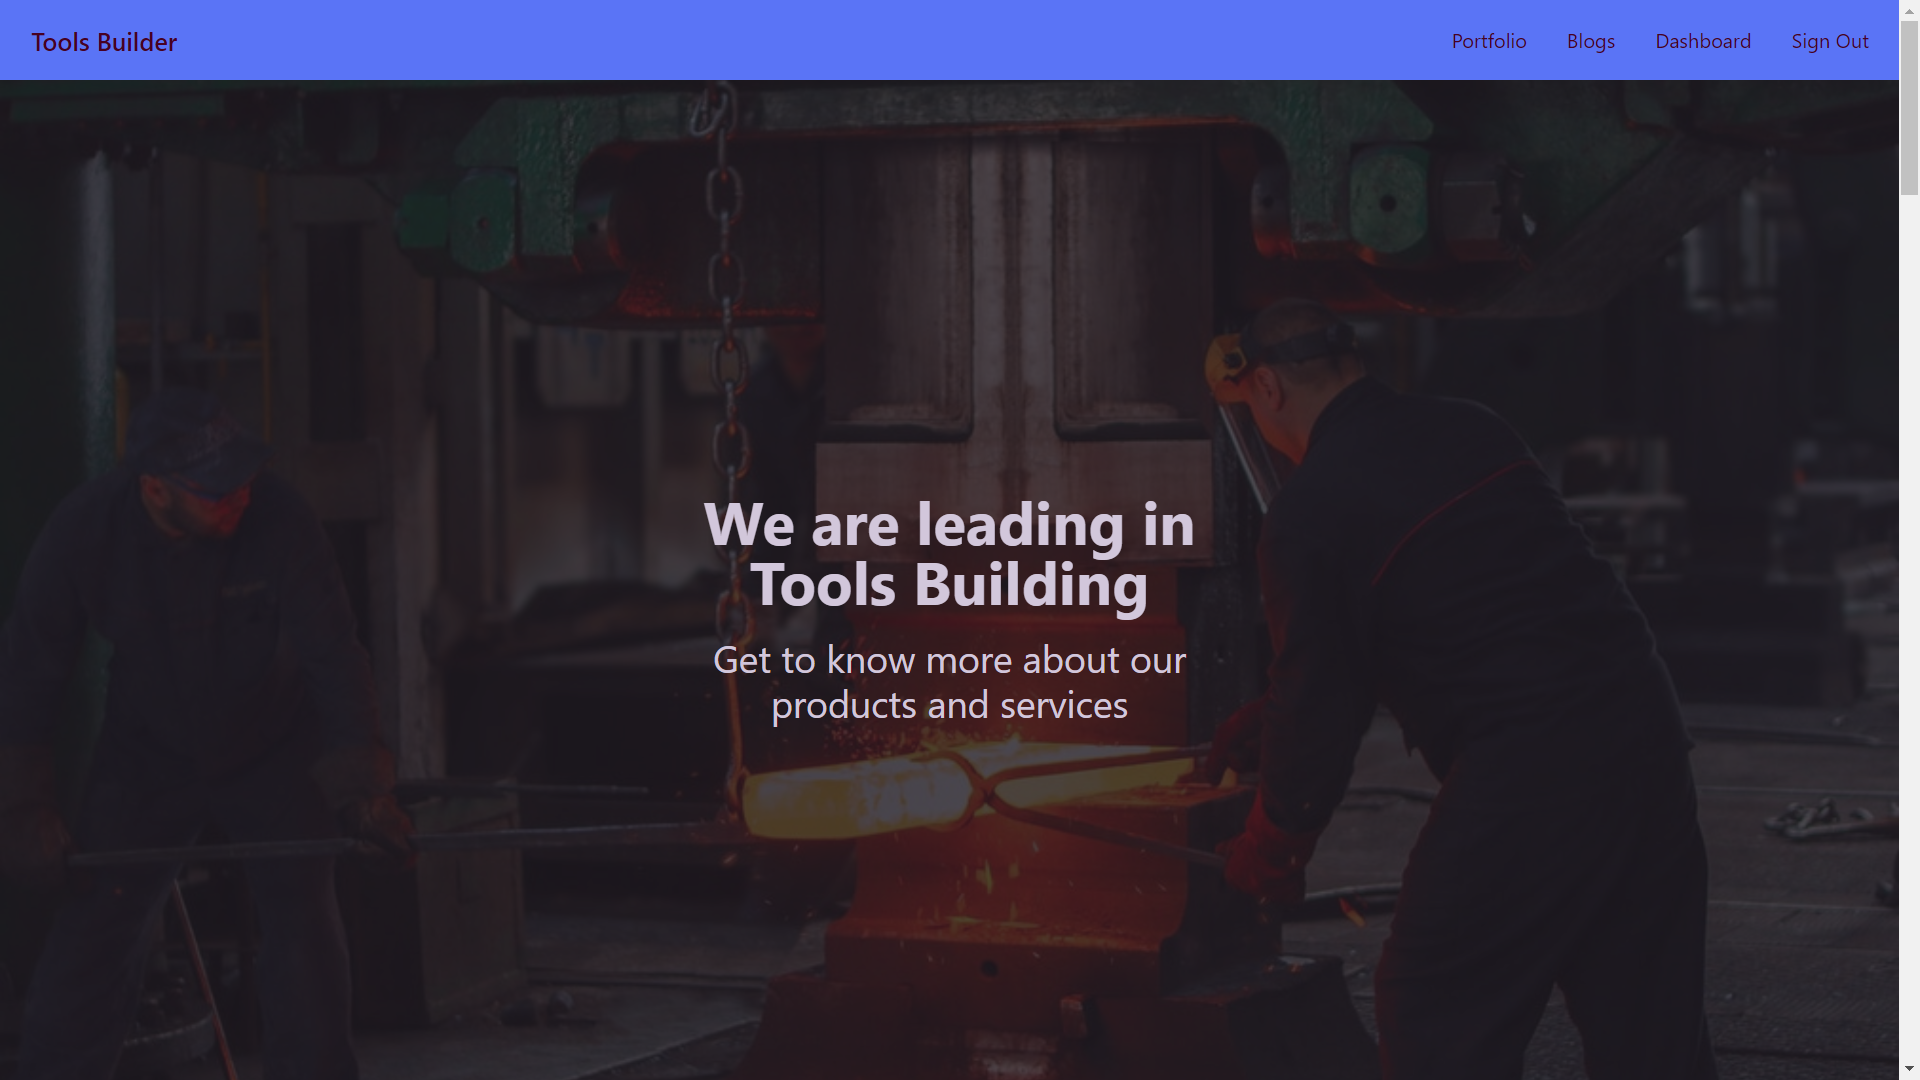 Tools Builder
Portfolio Blogs Dashboard Sign Out
We are leading in
Tools Building
Get to know more about our
products and services